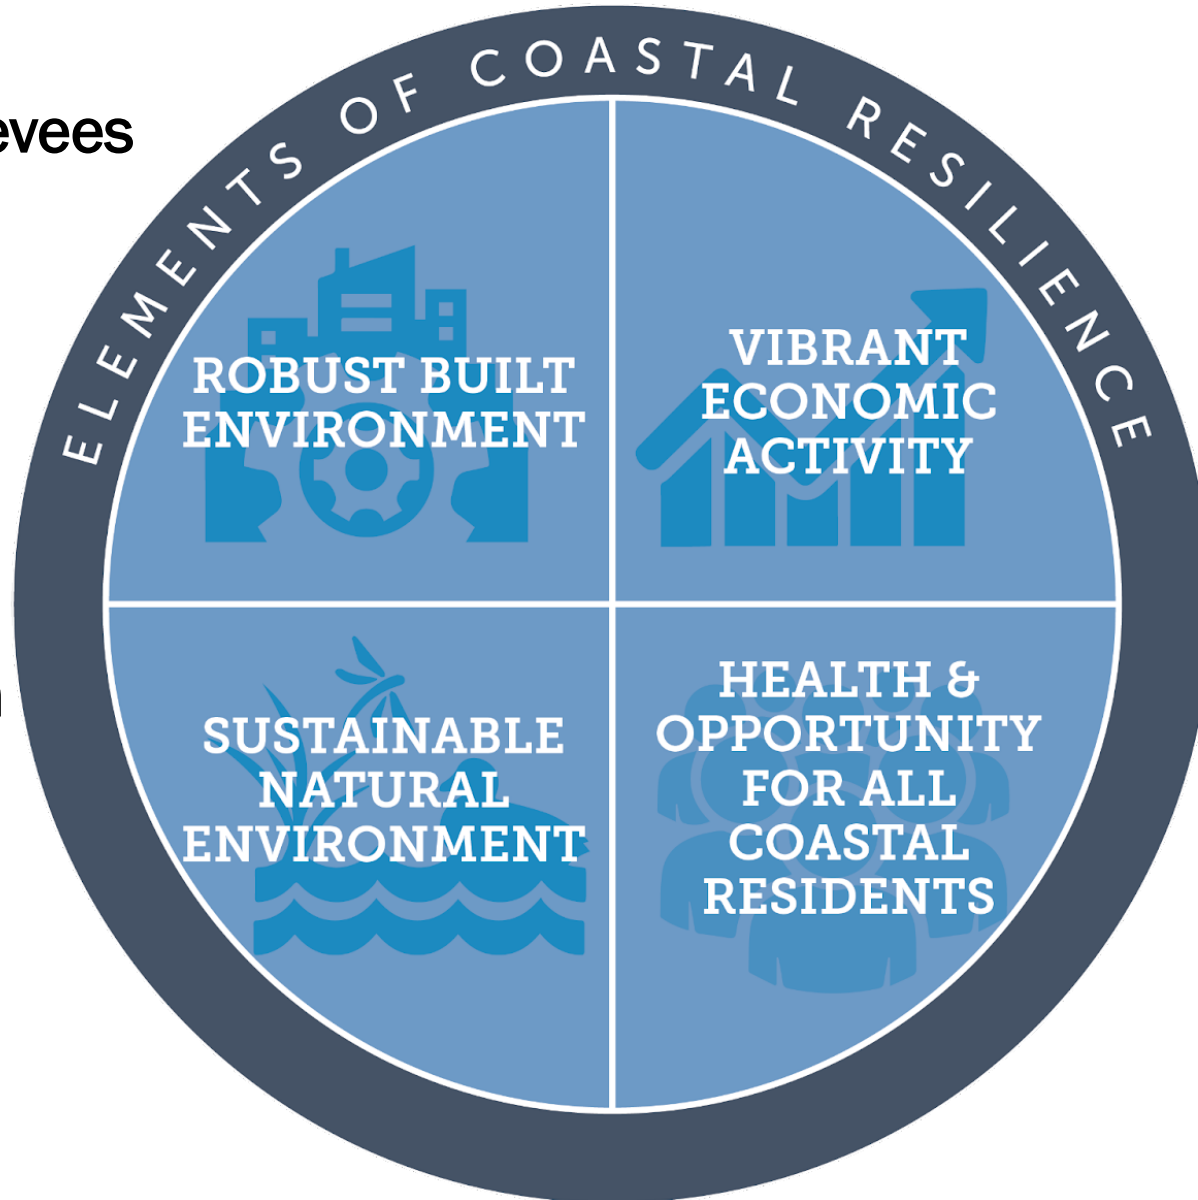 ELEMENTS OF COASTAL RESILIENCE
ROBUST BUILT
ENVIRONMENT
VIBRANT
ECONOMIC
ACTIVITY
SUSTAINABLE
NATURAL
ENVIRONMENT
HEALTH &
OPPORTUNITY
FOR ALL
COASTAL
RESIDENTS